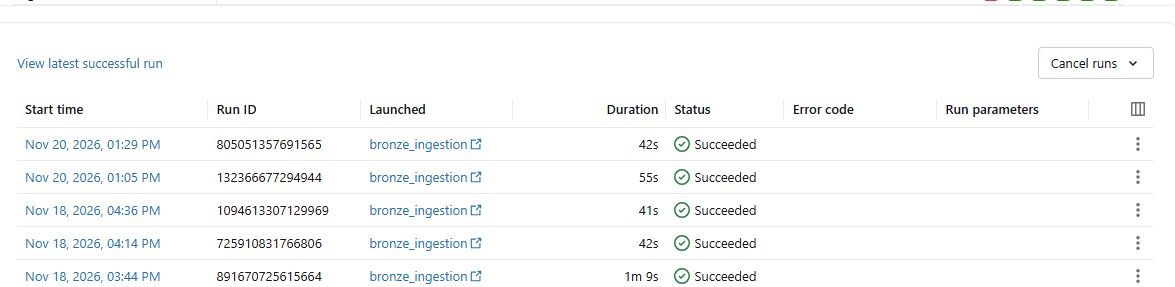 View latest successful run
Cancel runs
Start time Run ID Launched Duration Status Error code Run parameters
Nov 20, 2026, 01:29 PM 805051357691565 bronze_ingestion 42s Succeeded
Nov 20, 2026, 01:05 PM 132366677294944 bronze_ingestion 55s Succeeded
Nov 18, 2026, 04:36 PM 1094613307129969 bronze_ingestion 41s Succeeded
Nov 18, 2026, 04:14 PM 725910831766806 bronze_ingestion 42s Succeeded
Nov 18, 2026, 03:44 PM 891670725615664 bronze_ingestion 1m 9s Succeeded